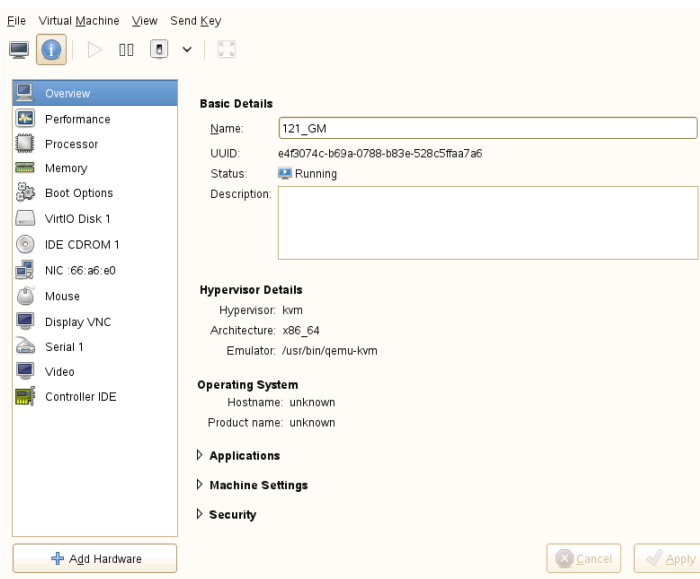 File Virtual Machine View Send Key
Overview
Performance
Processor
Memory
Boot Options
VirtIO Disk 1
IDE CDROM 1
NIC :66:a6:e0
Mouse
Display VNC
Serial 1
Video
Controller IDE
Add Hardware
Basic Details
Name: 121_GM
UUID: e4f3074c-b69a-0788-b83e-528c5ffaa7a6
Status: Running
Description:
Hypervisor Details
Hypervisor: kvm
Architecture: x86_64
Emulator: /usr/bin/qemu-kvm
Operating System
Hostname: unknown
Product name: unknown
Applications
Machine Settings
Security
Cancel Apply